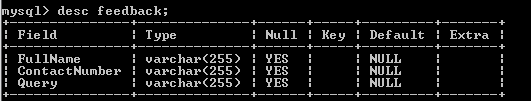 mysql> desc feedback;
+---------------+--------------+------+-----+---------+-------+
| Field         | Type         | Null | Key | Default | Extra |
+---------------+--------------+------+-----+---------+-------+
| FullName      | varchar(255) | YES  |     | NULL    |       |
| ContactNumber | varchar(255) | YES  |     | NULL    |       |
| Query         | varchar(255) | YES  |     | NULL    |       |
+---------------+--------------+------+-----+---------+-------+